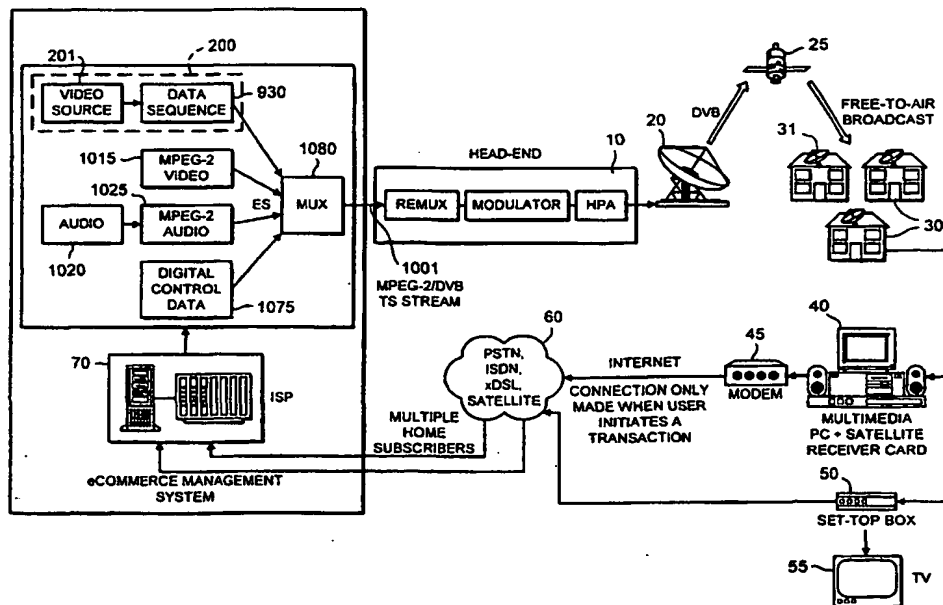 201
200
VIDEO
SOURCE
DATA
SEQUENCE
930
1015
MPEG-2
VIDEO
1025
AUDIO
MPEG-2
AUDIO
1020
ES
1080
MUX
DIGITAL
CONTROL
DATA
1075
HEAD-END
10
REMUX
MODULATOR
HPA
1001
MPEG-2/DVB
TS STREAM
20
DVB
25
FREE-TO-AIR
BROADCAST
31
30
70
ISP
eCOMMERCE MANAGEMENT
SYSTEM
MULTIPLE
HOME
SUBSCRIBERS
60
PSTN,
ISDN,
xDSL,
SATELLITE
INTERNET
CONNECTION ONLY
MADE WHEN USER
INITIATES A
TRANSACTION
45
MODEM
40
MULTIMEDIA
PC + SATELLITE
RECEIVER CARD
50
SET-TOP BOX
55
TV